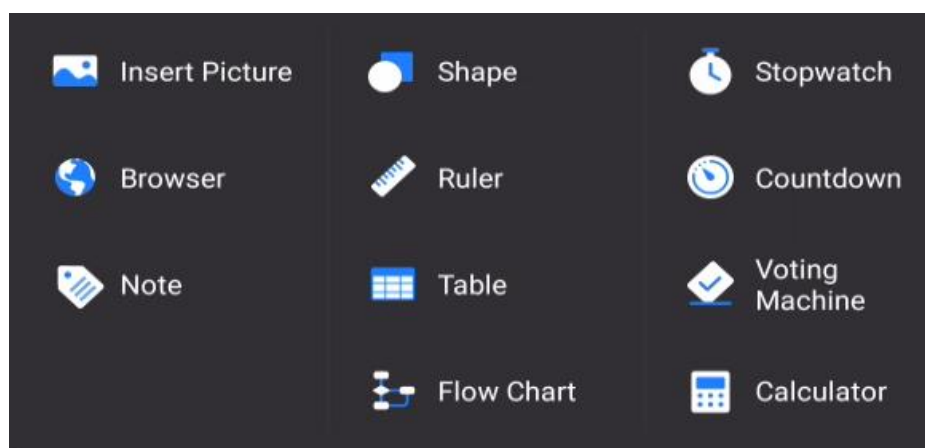 Insert Picture
Shape
Stopwatch
Browser
Ruler
Countdown
Note
Table
Voting
Machine
Flow Chart
Calculator